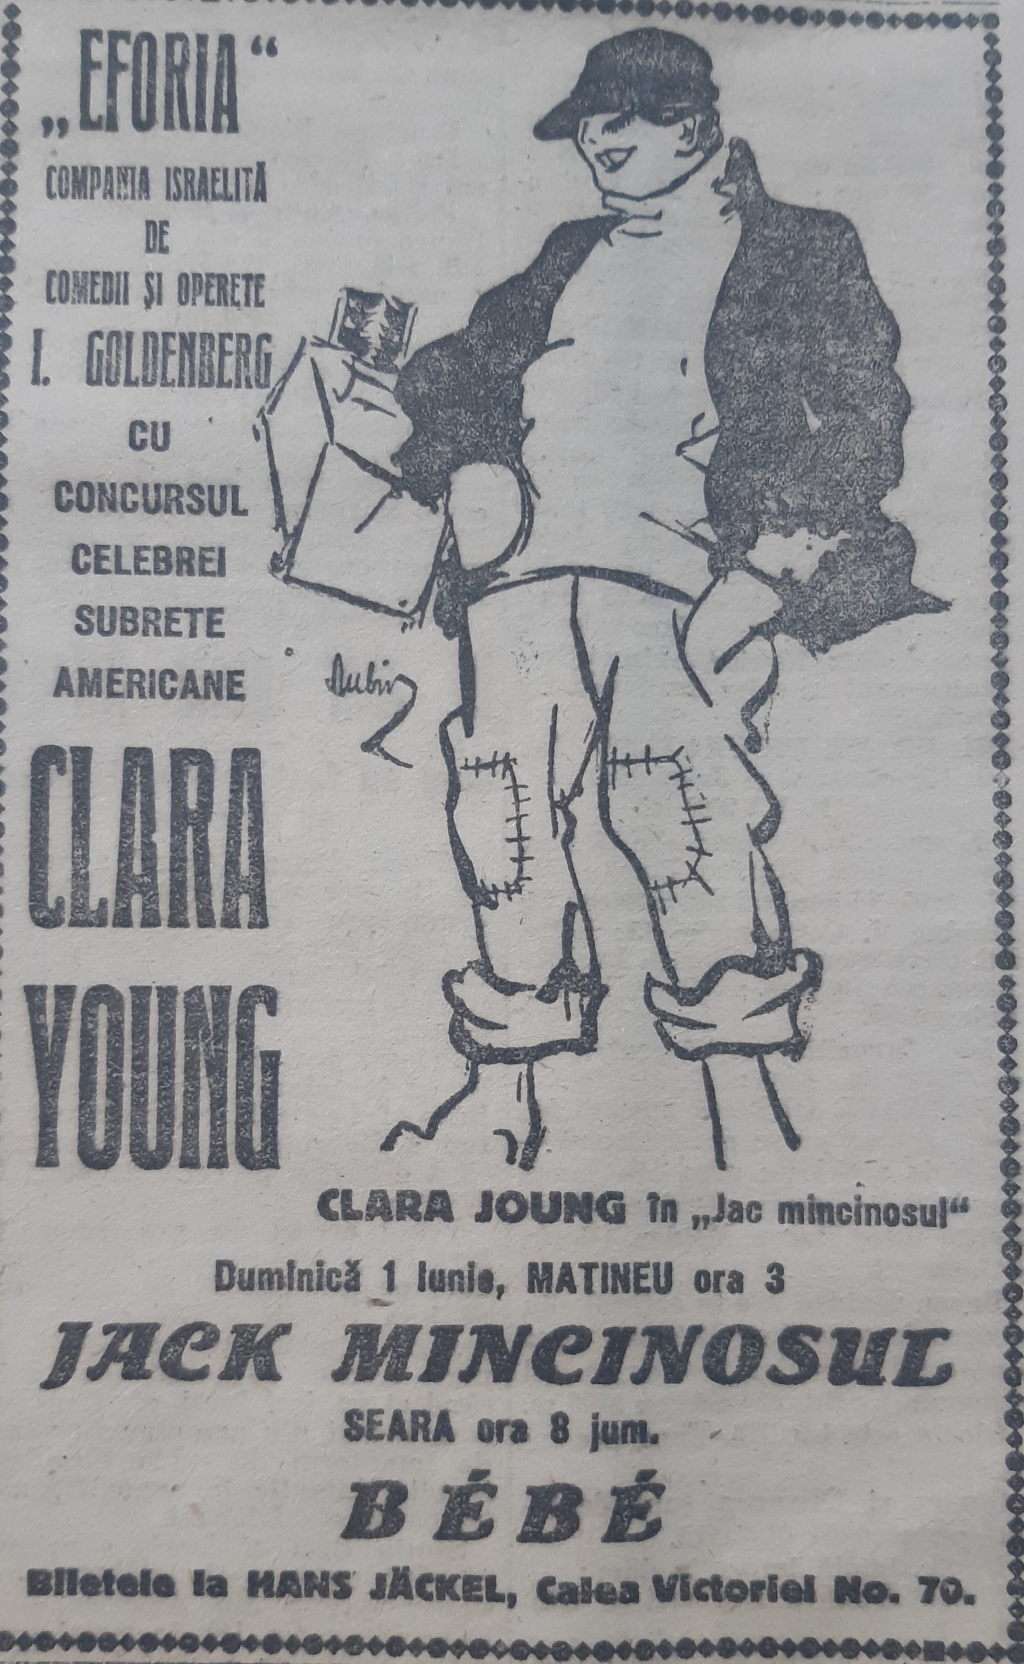 „EFORIA“
COMPANIA ISRAELITĂ
DE
COMEDII ȘI OPERETE
I. GOLDENBERG
CU
CONCURSUL
CELEBREI
SUBRETE
AMERICANE
CLARA
YOUNG
Rubin
CLARA JOUNG în „Jac mincinosul“
Duminică 1 Iunie, MATINEU ora 3
JACK MINCINOSUL
SEARA ora 8 jum.
BÉBÉ
Biletele la HANS JÄCKEL, Calea Victoriei No. 70.